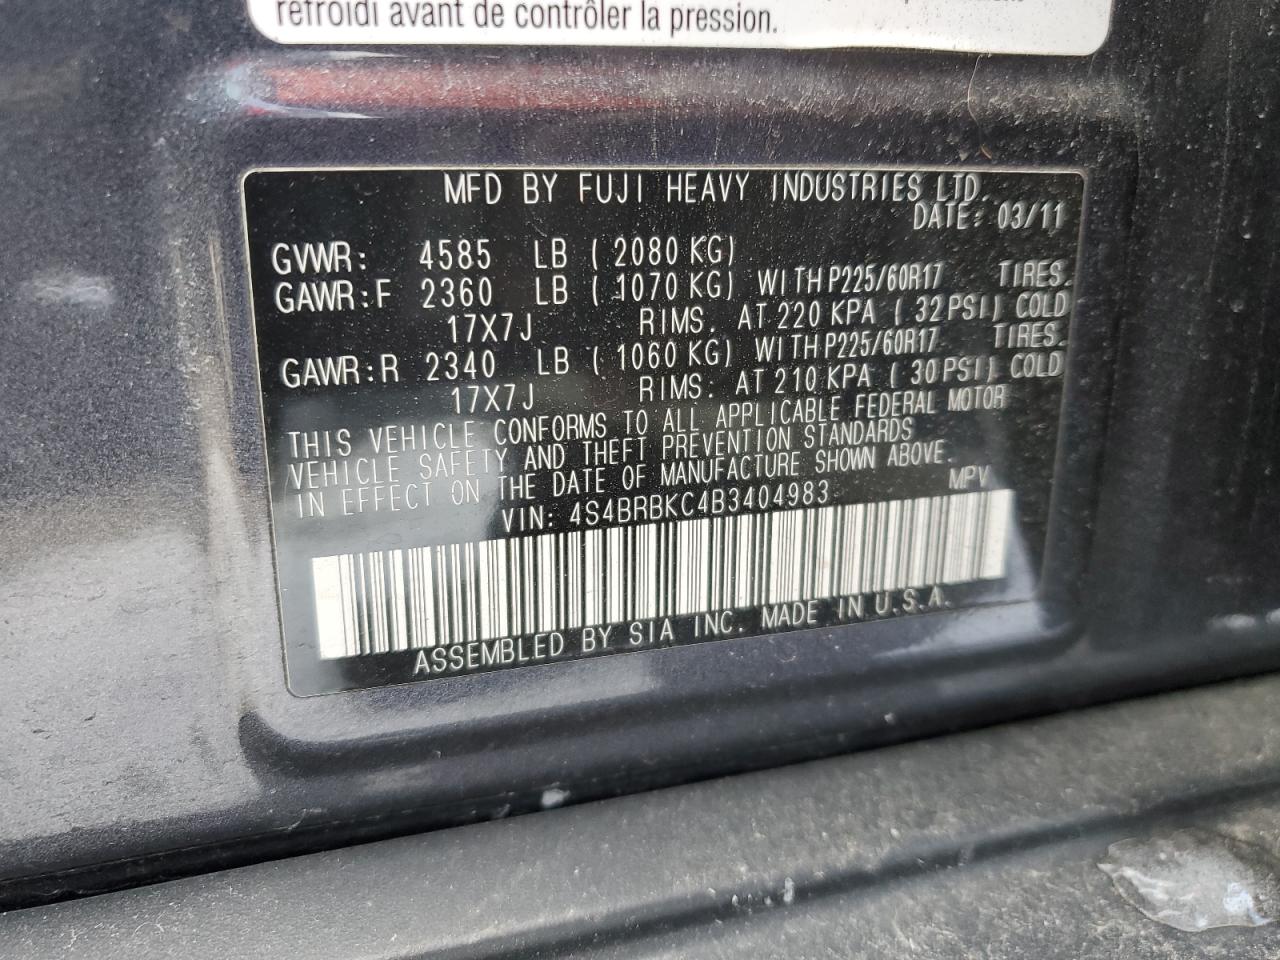 refroidi avant de contrôler la pression.
MFD BY FUJI HEAVY INDUSTRIES LTD.
DATE: 03/11
GVWR: 4585 LB ( 2080 KG)
GAWR:F 2360 LB ( 1070 KG) WITH P225/60R17 TIRES.
17X7J RIMS. AT 220 KPA ( 32PSI) COLD
GAWR:R 2340 LB ( 1060 KG) WITH P225/60R17 TIRES.
17X7J RIMS. AT 210 KPA ( 30PSI) COLD
THIS VEHICLE CONFORMS TO ALL APPLICABLE FEDERAL MOTOR
VEHICLE SAFETY AND THEFT PREVENTION STANDARDS
IN EFFECT ON THE DATE OF MANUFACTURE SHOWN ABOVE.
VIN: 4S4BRBKC4B3404983 MPV
ASSEMBLED BY SIA INC. MADE IN U.S.A.